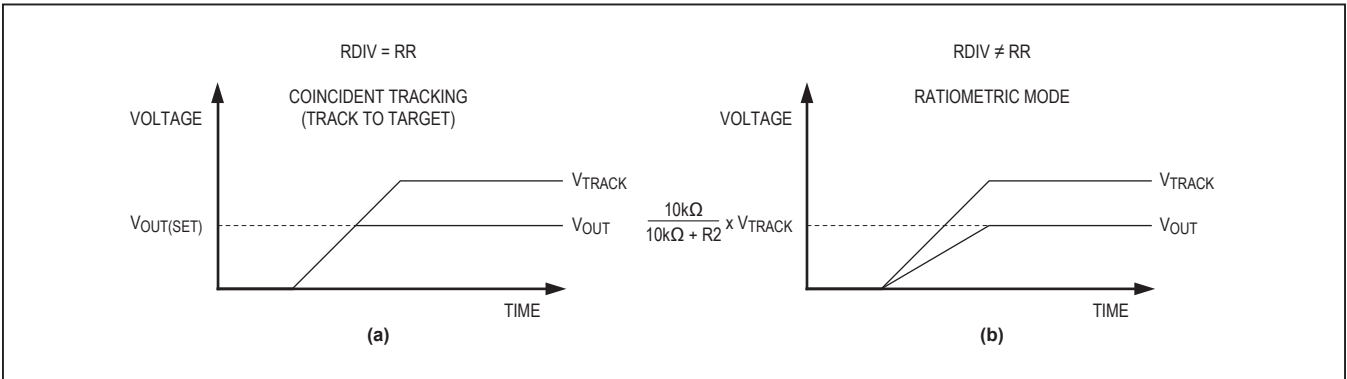 RDIV = RR
COINCIDENT TRACKING
(TRACK TO TARGET)
VOLTAGE
VTRACK
VOUT(SET)
VOUT
TIME
(a)
RDIV ≠ RR
RATIOMETRIC MODE
VOLTAGE
VTRACK
10kΩ
10kΩ + R2
x VTRACK
VOUT
TIME
(b)